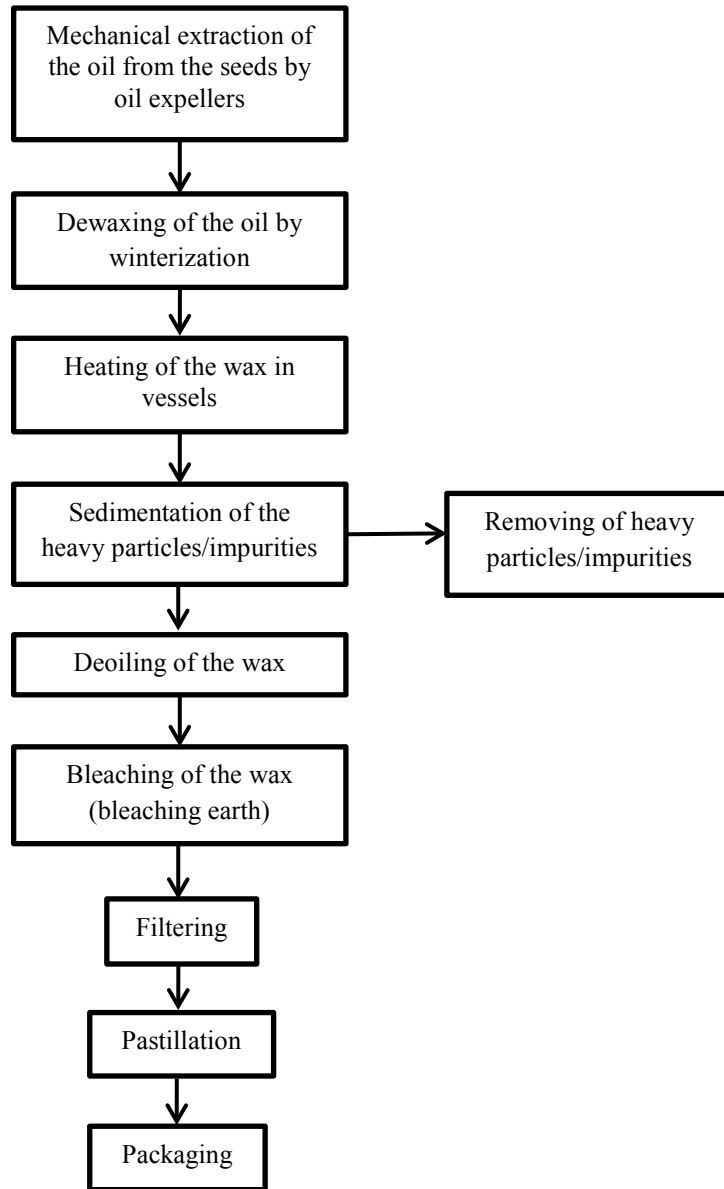 Mechanical extraction of
the oil from the seeds by
oil expellers
Dewaxing of the oil by
winterization
Heating of the wax in
vessels
Sedimentation of the
heavy particles/impurities
Removing of heavy
particles/impurities
Deoiling of the wax
Bleaching of the wax
(bleaching earth)
Filtering
Pastillation
Packaging